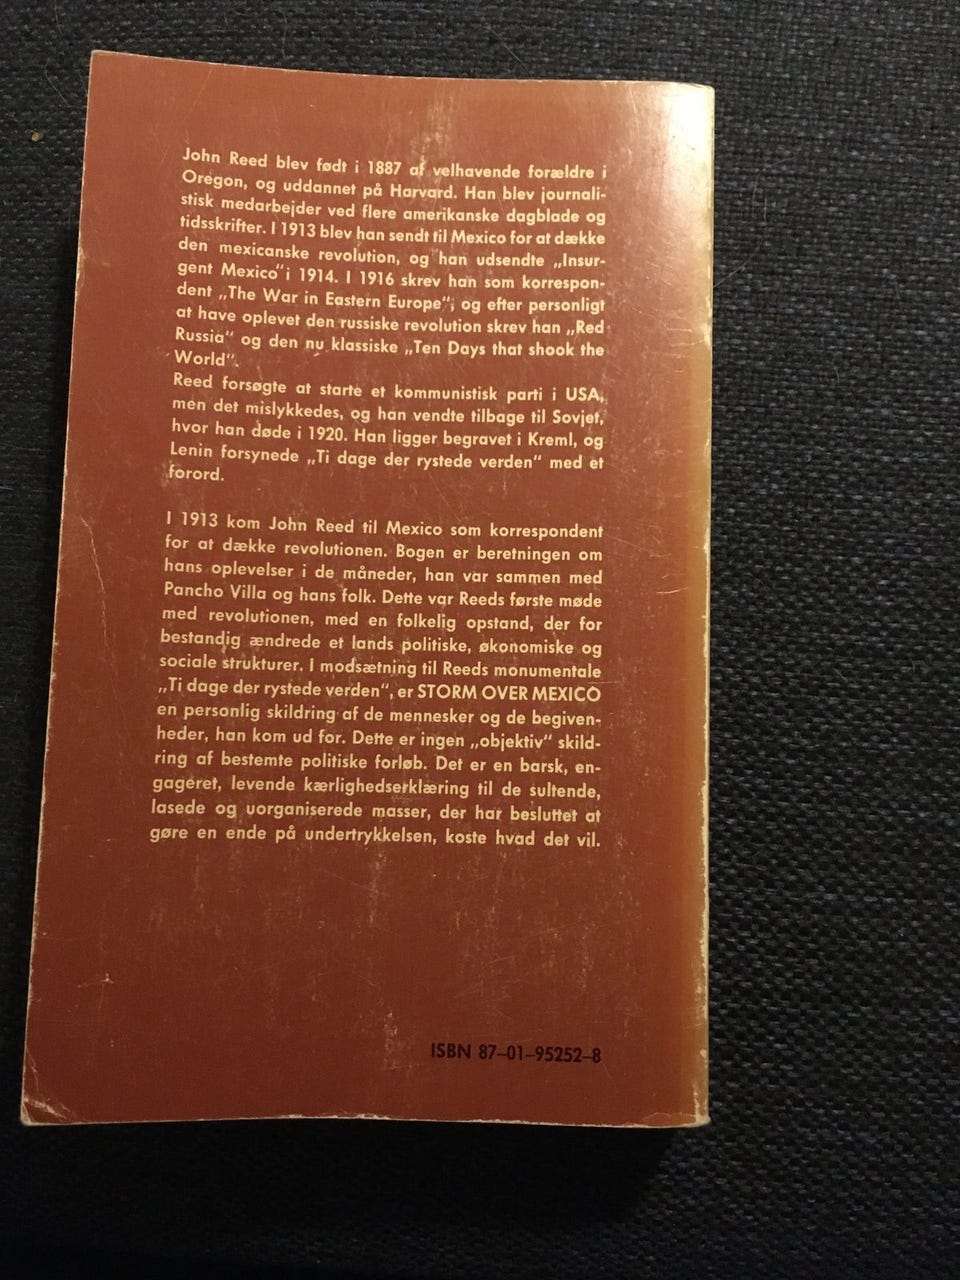 John Reed blev født i 1887 af velhavende forældre i
Oregon, og uddannet på Harvard. Han blev journali-
stisk medarbejder ved flere amerikanske dagblade og
tidsskrifter. I 1913 blev han sendt til Mexico for at dække
den mexicanske revolution, og han udsendte „Insur-
gent Mexico“ i 1914. I 1916 skrev han som korrespon-
dent „The War in Eastern Europe“, og efter personligt
at have oplevet den russiske revolution skrev han „Red
Russia“ og den nu klassiske „Ten Days that shook the
World“.
Reed forsøgte at starte et kommunistisk parti i USA,
men det mislykkedes, og han vendte tilbage til Sovjet,
hvor han døde i 1920. Han ligger begravet i Kreml, og
Lenin forsynede „Ti dage der rystede verden“ med et
forord.
I 1913 kom John Reed til Mexico som korrespondent
for at dække revolutionen. Bogen er beretningen om
hans oplevelser i de måneder, han var sammen med
Pancho Villa og hans folk. Dette var Reeds første møde
med revolutionen, med en folkelig opstand, der for
bestandig ændrede et lands politiske, økonomiske og
sociale strukturer. I modsætning til Reeds monumentale
„Ti dage der rystede verden“, er STORM OVER MEXICO
en personlig skildring af de mennesker og de begiven-
heder, han kom ud for. Dette er ingen „objektiv“ skild-
ring af bestemte politiske forløb. Det er en barsk, en-
gageret, levende kærlighedserklæring til de sultende,
lasede og uorganiserede masser, der har besluttet at
gøre en ende på undertrykkelsen, koste hvad det vil.
ISBN 87-01-95252-8